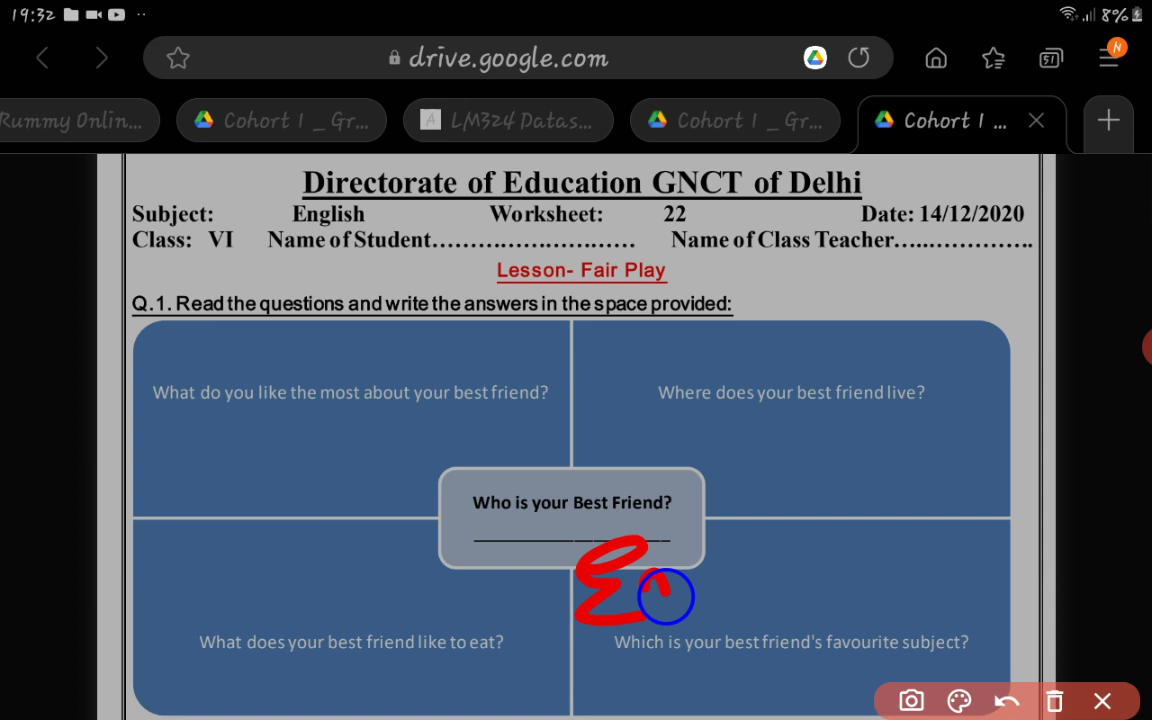 19:32 8%
drive.google.com N
51
Rummy Onlin... Cohort 1 _ Gr... A LM324 Datas... Cohort 1 _ Gr... Cohort 1 ...
Directorate of Education GNCT of Delhi
Subject: English Worksheet: 22 Date: 14/12/2020
Class: VI Name of Student........................ Name of Class Teacher...................
Lesson- Fair Play
Q.1. Read the questions and write the answers in the space provided:
What do you like the most about your best friend? Where does your best friend live?
Who is your Best Friend?
______________________
What does your best friend like to eat? Which is your best friend's favourite subject?